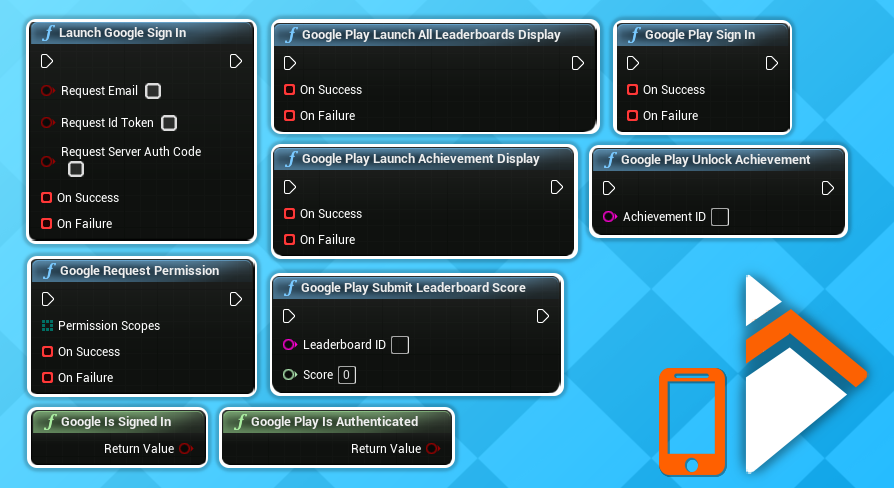 f Launch Google Sign In
Request Email
Request Id Token
Request Server Auth Code
On Success
On Failure
f Google Play Launch All Leaderboards Display
On Success
On Failure
f Google Play Sign In
On Success
On Failure
f Google Play Launch Achievement Display
On Success
On Failure
f Google Play Unlock Achievement
Achievement ID
f Google Request Permission
Permission Scopes
On Success
On Failure
f Google Play Submit Leaderboard Score
Leaderboard ID
Score 0
f Google Is Signed In
Return Value
f Google Play Is Authenticated
Return Value